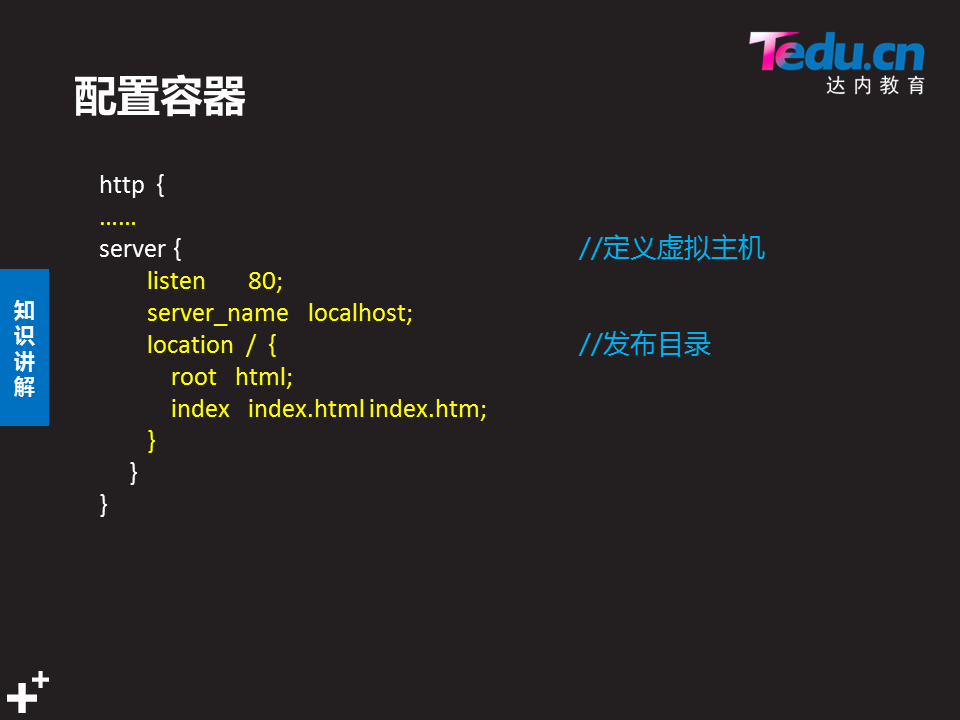 Tedu.cn
达内教育
配置容器
http {
……
server { //定义虚拟主机
listen 80;
server_name localhost;
location / { //发布目录
root html;
index index.html index.htm;
}
}
}
知识讲解